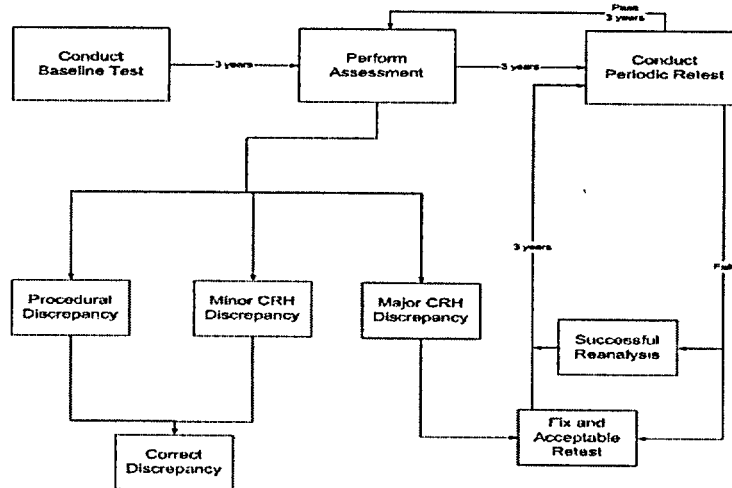 Pass
3 years
Conduct
Baseline Test
3 years
Perform
Assessment
3 years
Conduct
Periodic Retest
3 years
Fail
Procedural
Discrepancy
Minor CRH
Discrepancy
Major CRH
Discrepancy
Successful
Reanalysis
Fix and
Acceptable
Retest
Correct
Discrepancy